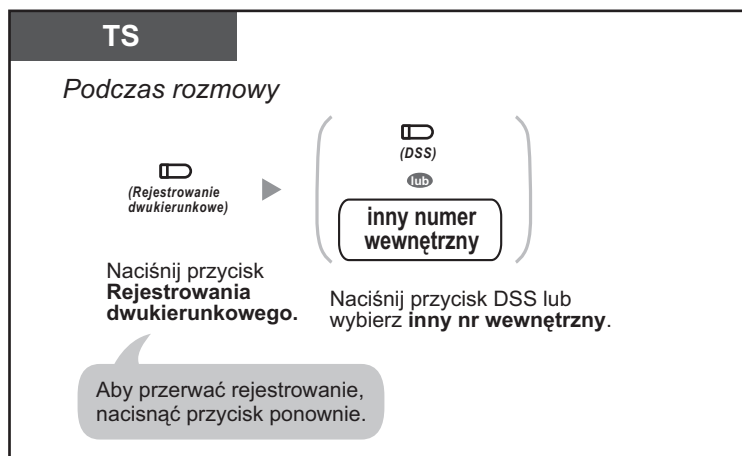 TS
Podczas rozmowy
(Rejestrowanie
dwukierunkowe)
(DSS)
lub
inny numer
wewnętrzny
Naciśnij przycisk
Rejestrowania
dwukierunkowego.
Naciśnij przycisk DSS lub
wybierz inny nr wewnętrzny.
Aby przerwać rejestrowanie,
nacisnąć przycisk ponownie.